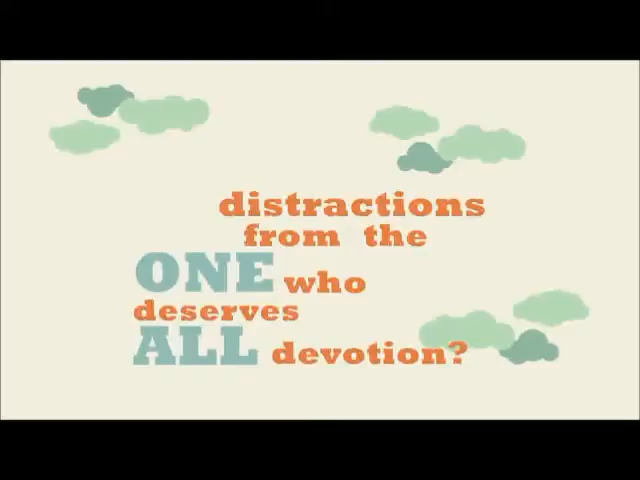 distractions
from the
ONE who
deserves
ALL devotion?